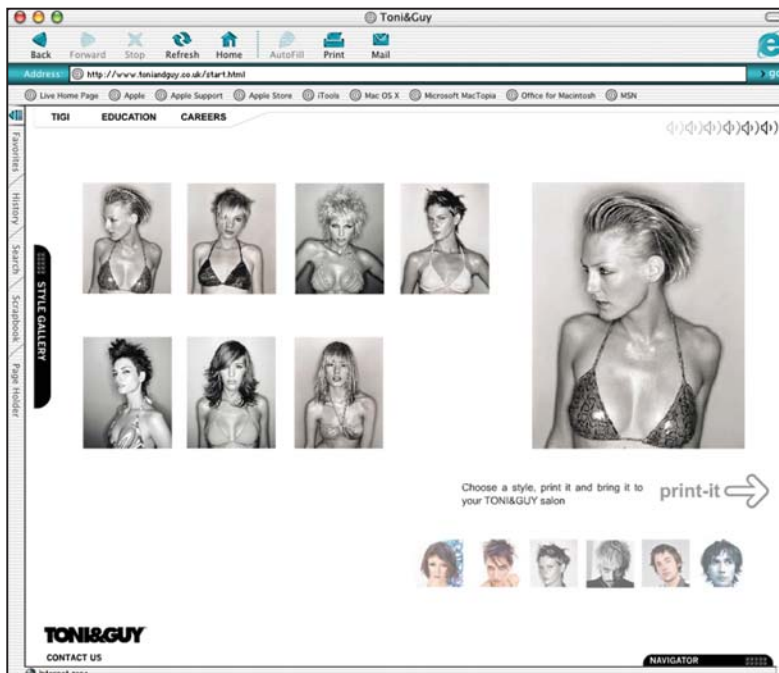 Toni&Guy
Back Forward Stop Refresh Home AutoFill Print Mail
Address: http://www.toniandguy.co.uk/start.html go
Live Home Page Apple Apple Support Apple Store iTools Mac OS X Microsoft MacTopia Office for Macintosh MSN
TIGI EDUCATION CAREERS
Favorites
History
Search
Scrapbook
Page Holder
STYLE GALLERY
Choose a style, print it and bring it to
your TONI&GUY salon
print-it
TONI&GUY
CONTACT US
NAVIGATOR
Internet zone